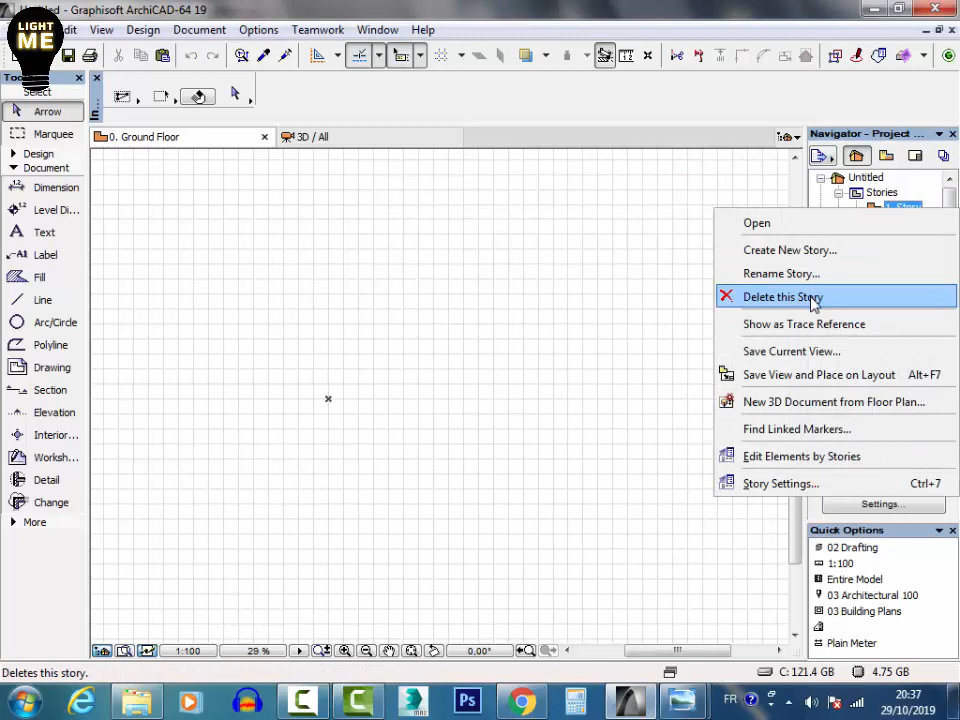 Untitled - Graphisoft ArchiCAD-64 19
LIGHT
ME
View Design Document Options Teamwork Window Help
Select
Arrow
Marquee
Design
Document
Dimension
Level Di...
Text
A1 Label
Fill
Line
Arc/Circle
Polyline
Drawing
Section
Elevation
Interior...
Worksh...
Detail
Change
More
0. Ground Floor
3D / All
Navigator - Project ...
Untitled
Stories
1. Story
Open
Create New Story...
Rename Story...
Delete this Story
Show as Trace Reference
Save Current View...
Save View and Place on Layout Alt+F7
New 3D Document from Floor Plan...
Find Linked Markers...
Edit Elements by Stories
Story Settings... Ctrl+7
Settings...
Quick Options
02 Drafting
1:100
Entire Model
03 Architectural 100
03 Building Plans
Plain Meter
1:100 29 % 0,00°
Deletes this story.
C: 121.4 GB 4.75 GB
Ps
FR
20:37
29/10/2019